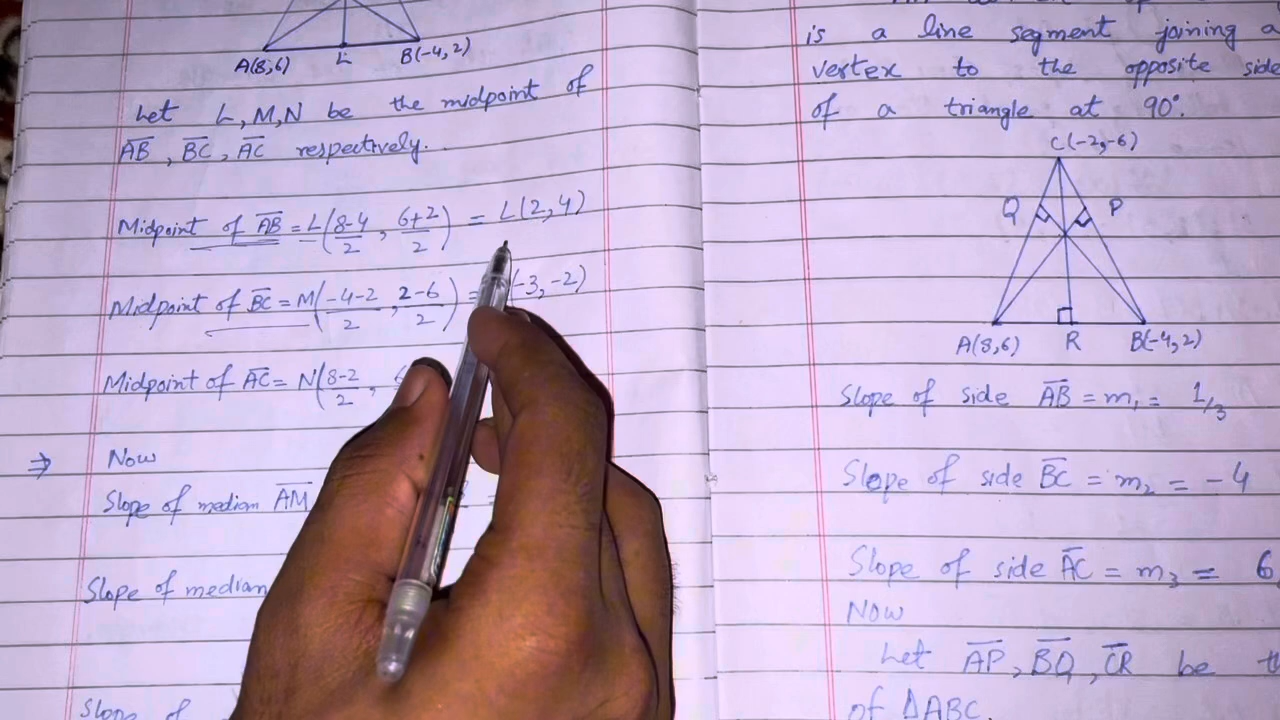 A(8,6) L B(-4,2)
Let L,M,N be the midpoint of
AB, BC, AC respectively.
Midpoint of AB = L(8-4/2, 6+2/2) = L(2,4)
Midpoint of BC = M(-4-2/2, 2-6/2) = (-3,-2)
Midpoint of AC = N(8-2/2,
⇒ Now
Slope of median AM
Slope of median
Slope of
is a line segment joining a
vertex to the opposite side
of a triangle at 90°.
C(-2,-6)
Q P
A(8,6) R B(-4,2)
Slope of side AB = m₁ = 1/3
Slope of side BC = m₂ = -4
Slope of side AC = m₃ = 6
Now
Let AP, BQ, CR be
of ΔABC.